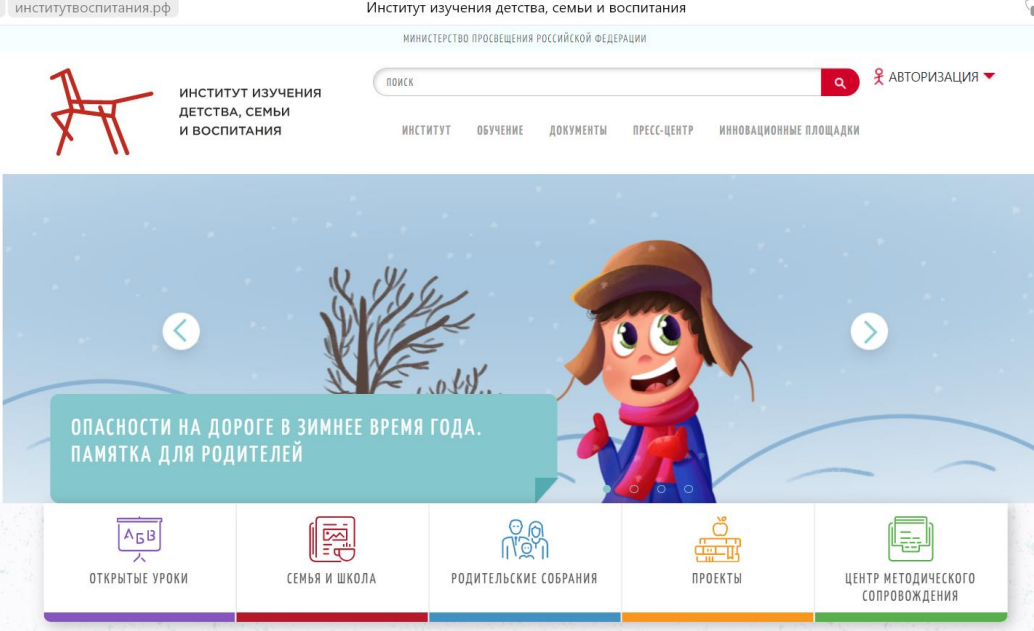 институтвоспитания.рф
Институт изучения детства, семьи и воспитания
МИНИСТЕРСТВО ПРОСВЕЩЕНИЯ РОССИЙСКОЙ ФЕДЕРАЦИИ
ИНСТИТУТ ИЗУЧЕНИЯ
ДЕТСТВА, СЕМЬИ
И ВОСПИТАНИЯ
ПОИСК
АВТОРИЗАЦИЯ
ИНСТИТУТ ОБУЧЕНИЕ ДОКУМЕНТЫ ПРЕСС-ЦЕНТР ИННОВАЦИОННЫЕ ПЛОЩАДКИ
ОПАСНОСТИ НА ДОРОГЕ В ЗИМНЕЕ ВРЕМЯ ГОДА.
ПАМЯТКА ДЛЯ РОДИТЕЛЕЙ
АБВ
ОТКРЫТЫЕ УРОКИ
СЕМЬЯ И ШКОЛА
РОДИТЕЛЬСКИЕ СОБРАНИЯ
ПРОЕКТЫ
ЦЕНТР МЕТОДИЧЕСКОГО
СОПРОВОЖДЕНИЯ